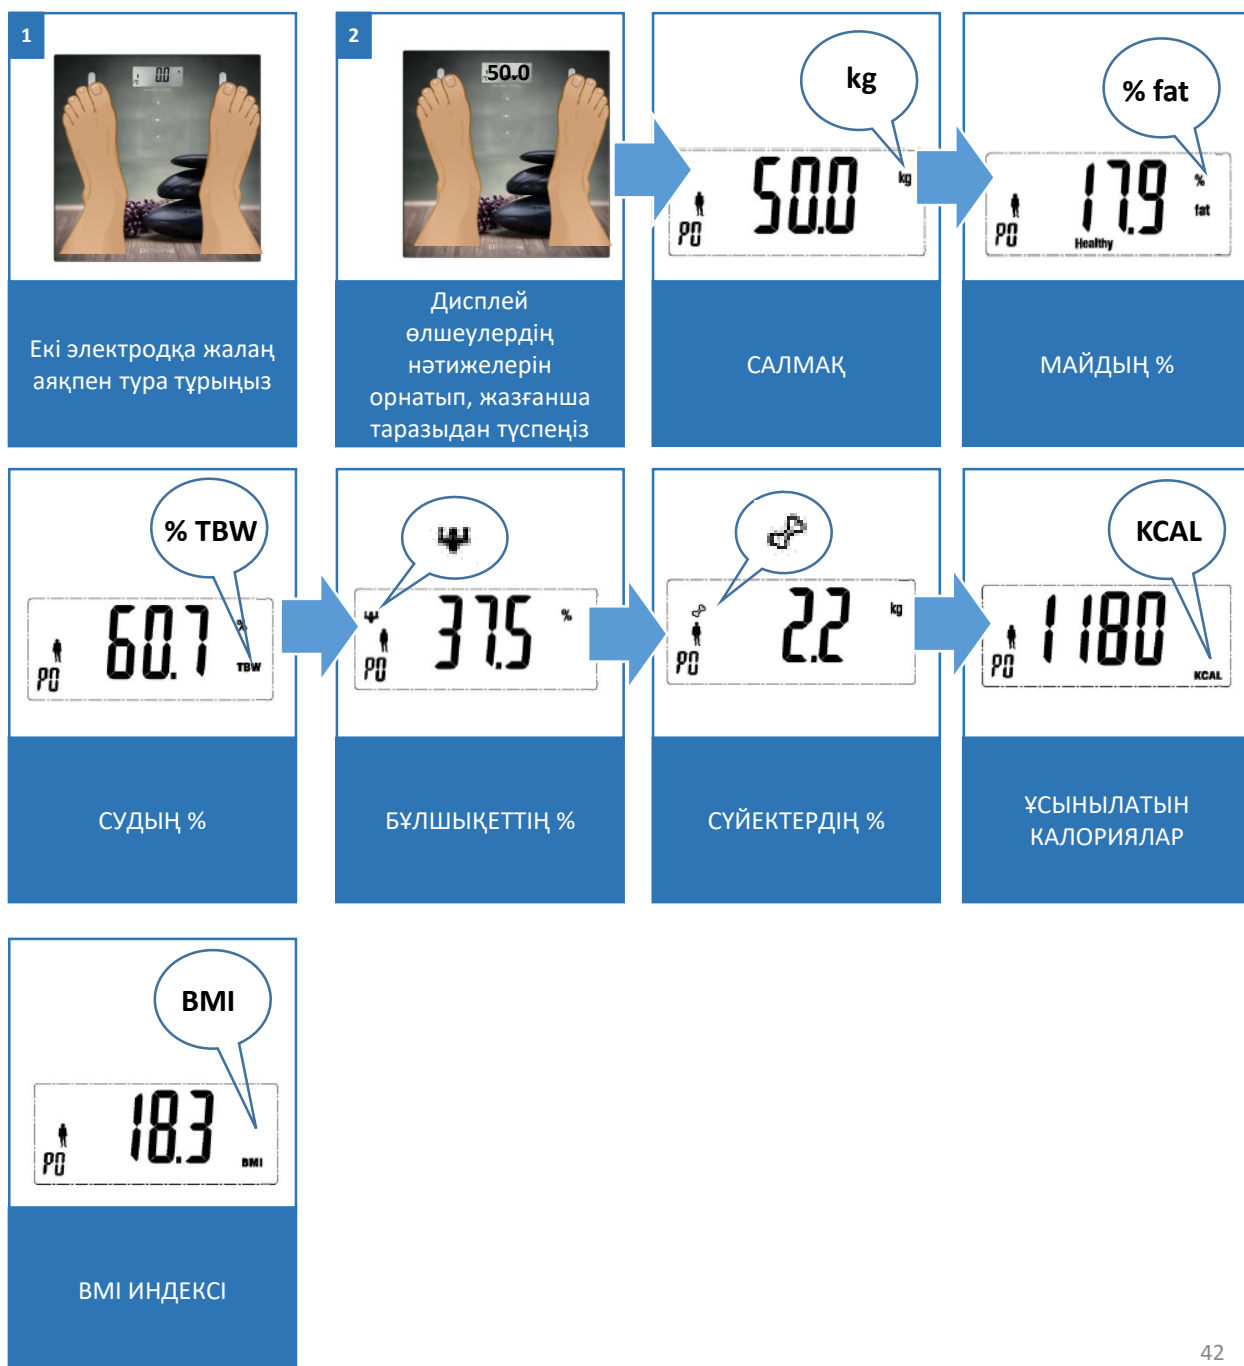 1
0.0
Екі электродқа жалаң
аяқпен тура тұрыңыз
2
50.0
Дисплей
өлшеулердің
нәтижелерін
орнатып, жазғанша
таразыдан түспеңіз
kg
50.0 kg
P0
САЛМАҚ
% fat
17.9 %
fat
P0
Healthy
МАЙДЫҢ %
% TBW
60.7 %
TBW
P0
СУДЫҢ %
37.5 %
P0
БҰЛШЫҚЕТТІҢ %
2.2 kg
P0
СҮЙЕКТЕРДІҢ %
KCAL
1180
P0
KCAL
ҰСЫНЫЛАТЫН
КАЛОРИЯЛАР
BMI
18.3
P0
BMI
BMI ИНДЕКСІ
42